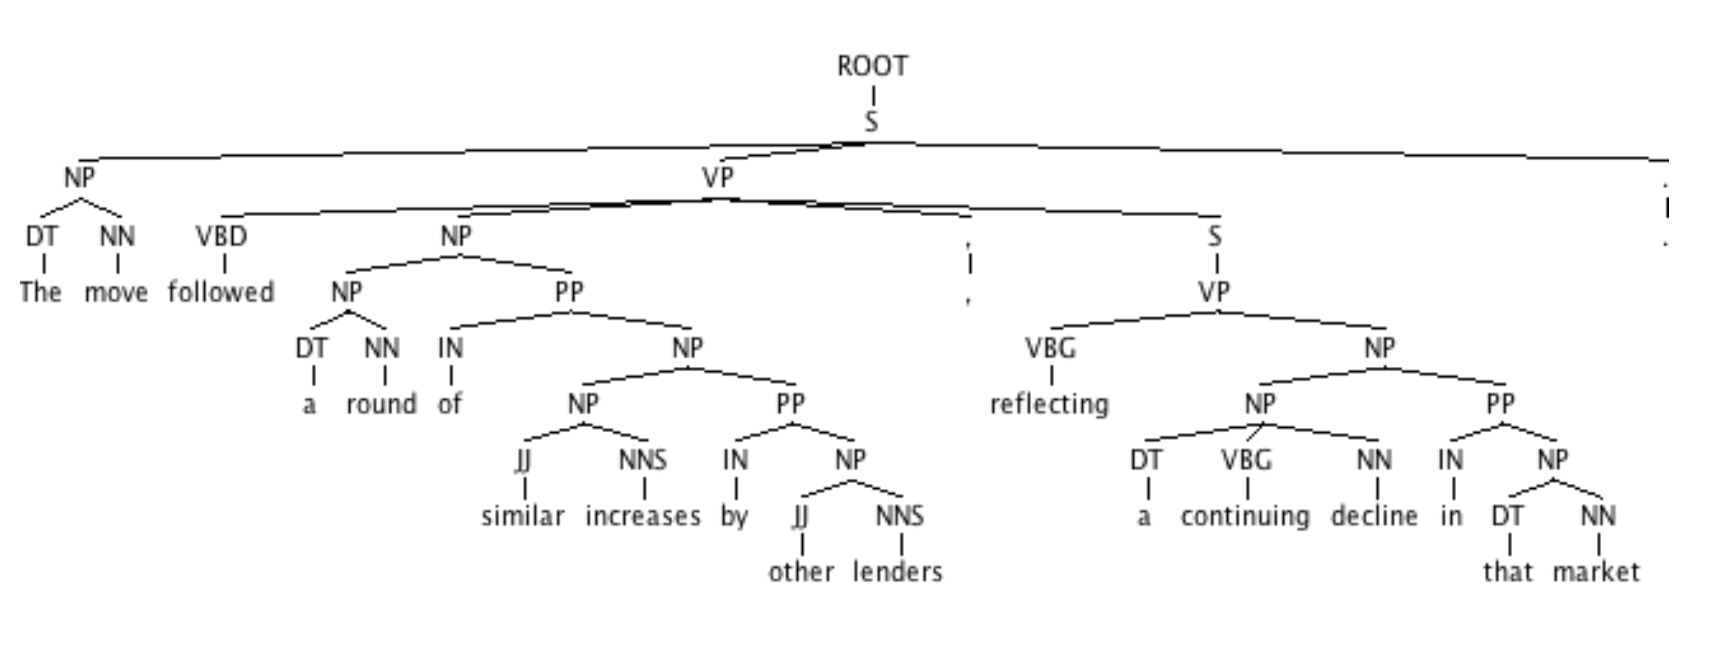 ROOT
S
NP VP .
DT NN VBD NP , S .
The move followed NP PP , VP
DT NN IN NP VBG NP
a round of NP PP reflecting NP PP
JJ NNS IN NP DT VBG NN IN NP
similar increases by JJ NNS a continuing decline in DT NN
other lenders that market